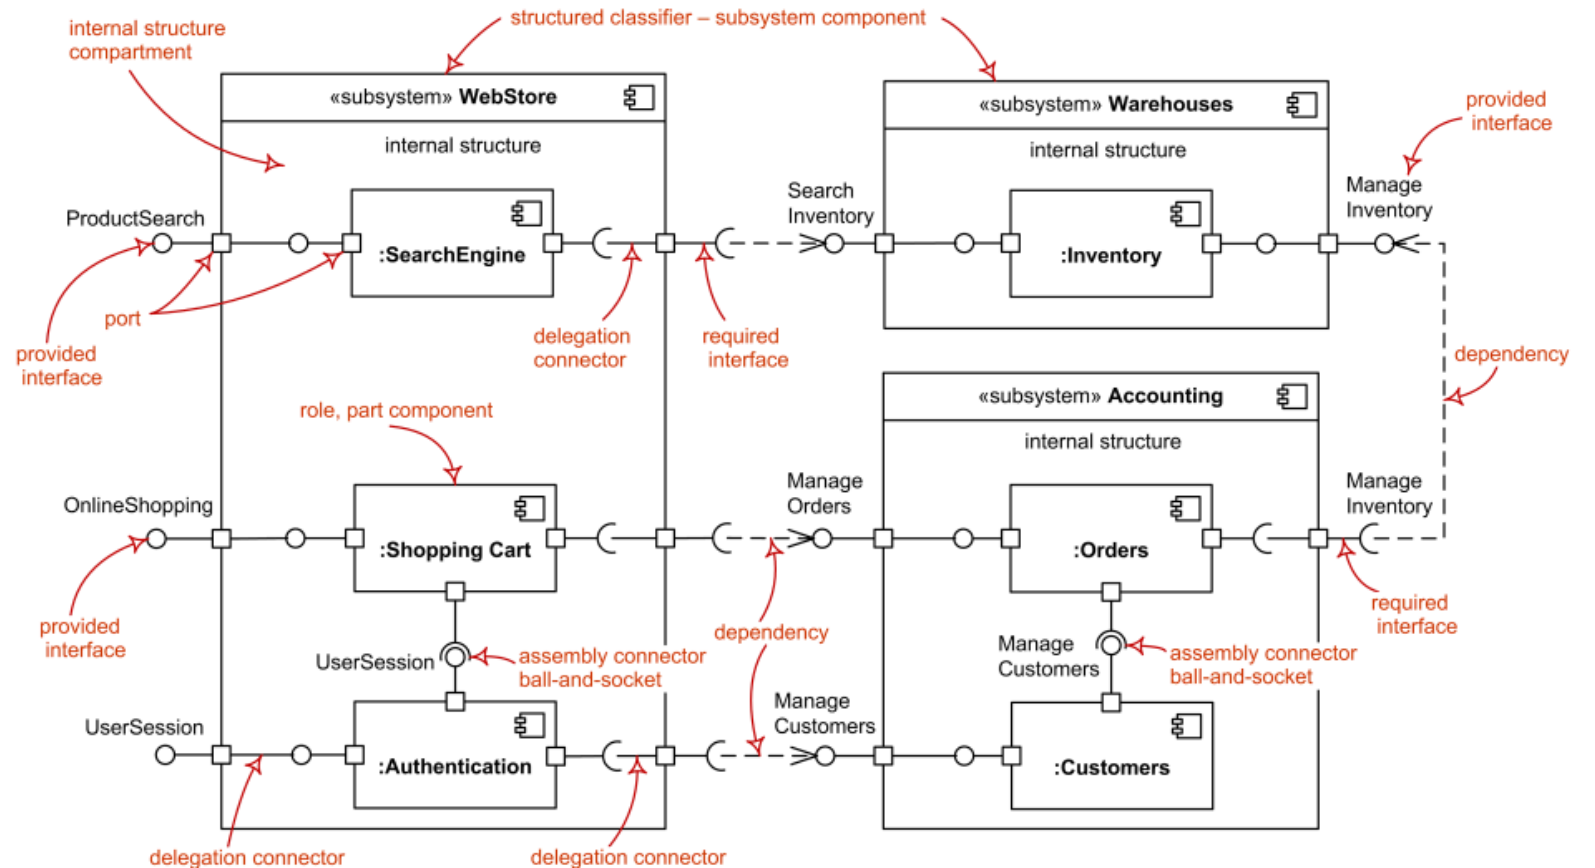 structured classifier – subsystem component
internal structure
compartment
«subsystem» WebStore
internal structure
«subsystem» Warehouses
internal structure
provided
interface
ProductSearch
:SearchEngine
Search
Inventory
:Inventory
Manage
Inventory
port
provided
interface
delegation
connector
required
interface
dependency
role, part component
«subsystem» Accounting
internal structure
OnlineShopping
:Shopping Cart
Manage
Orders
:Orders
Manage
Inventory
provided
interface
dependency
required
interface
UserSession
assembly connector
ball-and-socket
Manage
Customers
assembly connector
ball-and-socket
UserSession
:Authentication
Manage
Customers
:Customers
delegation connector
delegation connector